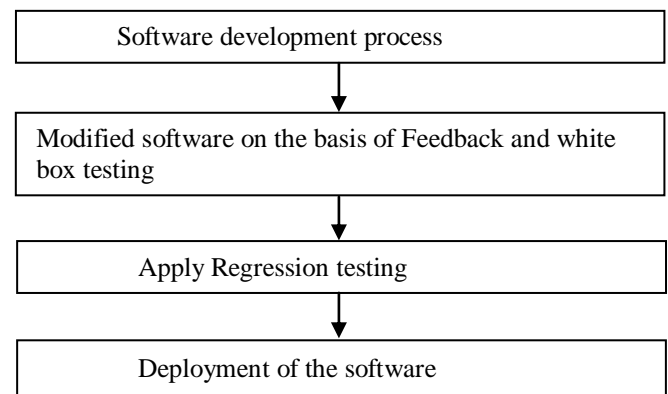 Software development process
Modified software on the basis of Feedback and white
box testing
Apply Regression testing
Deployment of the software